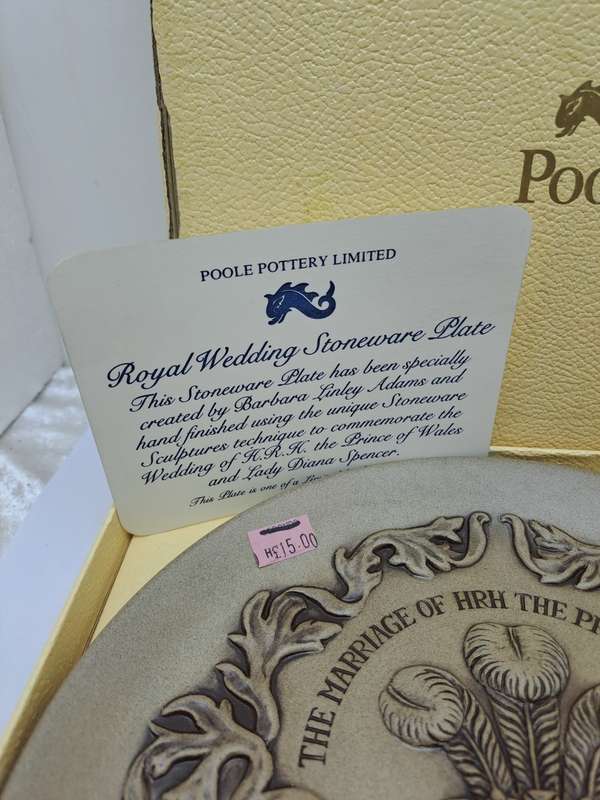 Poo
POOLE POTTERY LIMITED
Royal Wedding Stoneware Plate
This Stoneware Plate has been specially
created by Barbara Linley Adams and
hand finished using the unique Stoneware
Sculptures technique to commemorate the
Wedding of H.R.H. the Prince of Wales
and Lady Diana Spencer.
This Plate is one of a
£15.00
THE MARRIAGE OF HRH THE